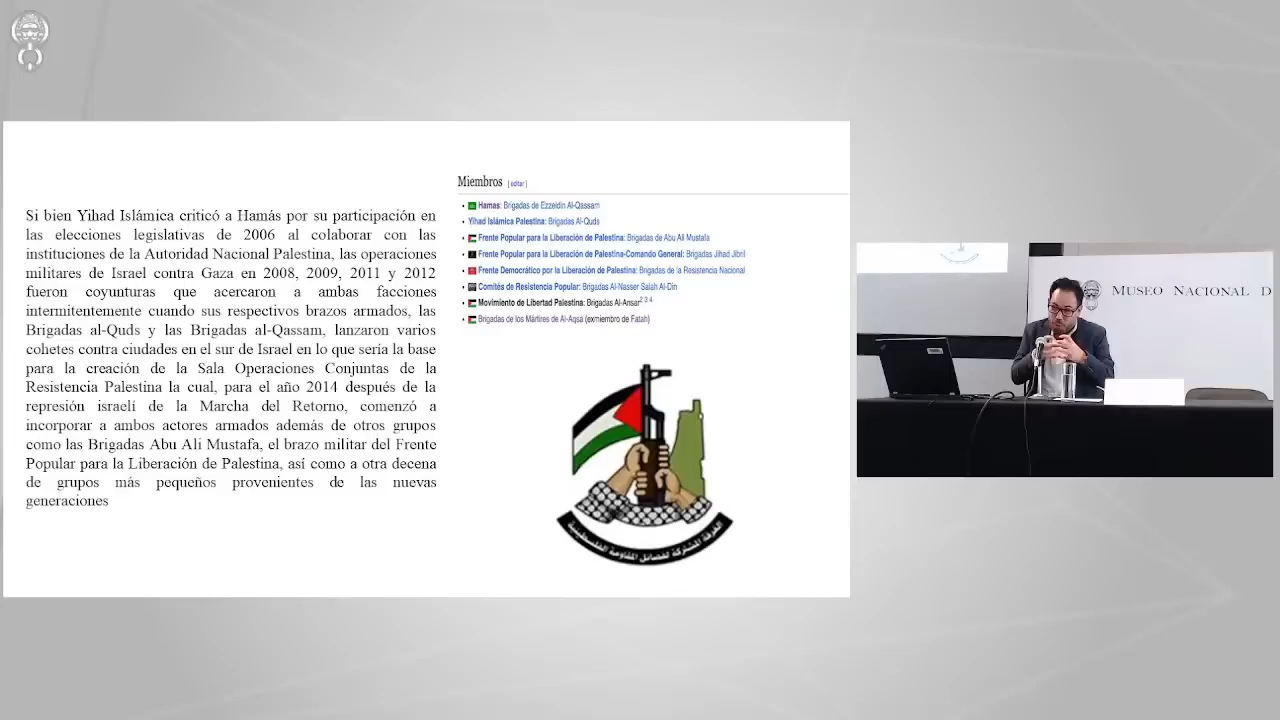 Si bien Yihad Islámica criticó a Hamás por su participación en
las elecciones legislativas de 2006 al colaborar con las
instituciones de la Autoridad Nacional Palestina, las operaciones
militares de Israel contra Gaza en 2008, 2009, 2011 y 2012
fueron coyunturas que acercaron a ambas facciones
intermitentemente cuando sus respectivos brazos armados, las
Brigadas al-Quds y las Brigadas al-Qassam, lanzaron varios
cohetes contra ciudades en el sur de Israel en lo que sería la base
para la creación de la Sala Operaciones Conjuntas de la
Resistencia Palestina la cual, para el año 2014 después de la
represión israelí de la Marcha del Retorno, comenzó a
incorporar a ambos actores armados además de otros grupos
como las Brigadas Abu Ali Mustafa, el brazo militar del Frente
Popular para la Liberación de Palestina, así como a otra decena
de grupos más pequeños provenientes de las nuevas
generaciones
Miembros [ editar ]
Hamas: Brigadas de Ezzeldin Al-Qassam
Yihad Islámica Palestina: Brigadas Al-Quds
Frente Popular para la Liberación de Palestina: Brigadas de Abu Ali Mustafa
Frente Popular para la Liberación de Palestina-Comando General: Brigadas Jihad Jibril
Frente Democrático por la Liberación de Palestina: Brigadas de la Resistencia Nacional
Comités de Resistencia Popular: Brigadas Al-Nasser Salah Al-Din
Movimiento de Libertad Palestina: Brigadas Al-Ansar2 3 4
Brigadas de los Mártires de Al-Aqsa (exmiembro de Fatah)
الغرفة المشتركة لفصائل المقاومة الفلسطينية
MUSEO NACIONAL D